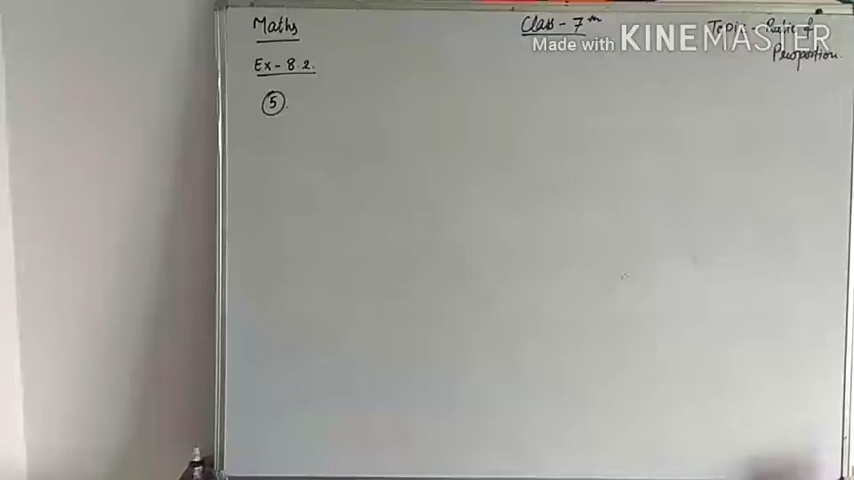 Maths
Class - 7th
Topic - Ratio &
Proportion.
Made with KINEMASTER
Ex - 8.2.
5.